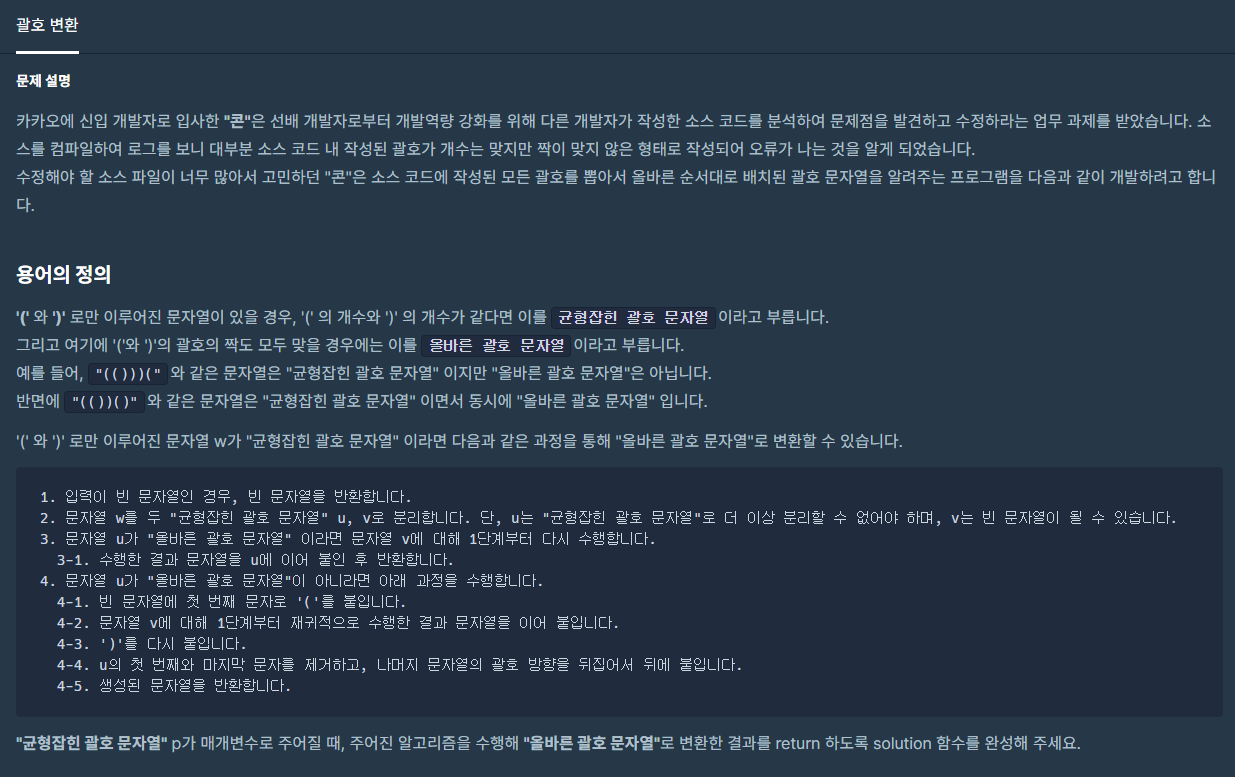 괄호 변환
문제 설명
카카오에 신입 개발자로 입사한 "콘"은 선배 개발자로부터 개발역량 강화를 위해 다른 개발자가 작성한 소스 코드를 분석하여 문제점을 발견하고 수정하라는 업무 과제를 받았습니다. 소
스를 컴파일하여 로그를 보니 대부분 소스 코드 내 작성된 괄호가 개수는 맞지만 짝이 맞지 않은 형태로 작성되어 오류가 나는 것을 알게 되었습니다.
수정해야 할 소스 파일이 너무 많아서 고민하던 "콘"은 소스 코드에 작성된 모든 괄호를 뽑아서 올바른 순서대로 배치된 괄호 문자열을 알려주는 프로그램을 다음과 같이 개발하려고 합니
다.
용어의 정의
'(' 와 ')' 로만 이루어진 문자열이 있을 경우, '(' 의 개수와 ')' 의 개수가 같다면 이를 균형잡힌 괄호 문자열 이라고 부릅니다.
그리고 여기에 '('와 ')'의 괄호의 짝도 모두 맞을 경우에는 이를 올바른 괄호 문자열 이라고 부릅니다.
예를 들어, "(()))(" 와 같은 문자열은 "균형잡힌 괄호 문자열" 이지만 "올바른 괄호 문자열"은 아닙니다.
반면에 "(())()" 와 같은 문자열은 "균형잡힌 괄호 문자열" 이면서 동시에 "올바른 괄호 문자열" 입니다.
'(' 와 ')' 로만 이루어진 문자열 w가 "균형잡힌 괄호 문자열" 이라면 다음과 같은 과정을 통해 "올바른 괄호 문자열"로 변환할 수 있습니다.
1. 입력이 빈 문자열인 경우, 빈 문자열을 반환합니다.
2. 문자열 w를 두 "균형잡힌 괄호 문자열" u, v로 분리합니다. 단, u는 "균형잡힌 괄호 문자열"로 더 이상 분리할 수 없어야 하며, v는 빈 문자열이 될 수 있습니다.
3. 문자열 u가 "올바른 괄호 문자열" 이라면 문자열 v에 대해 1단계부터 다시 수행합니다.
3-1. 수행한 결과 문자열을 u에 이어 붙인 후 반환합니다.
4. 문자열 u가 "올바른 괄호 문자열"이 아니라면 아래 과정을 수행합니다.
4-1. 빈 문자열에 첫 번째 문자로 '('를 붙입니다.
4-2. 문자열 v에 대해 1단계부터 재귀적으로 수행한 결과 문자열을 이어 붙입니다.
4-3. ')'를 다시 붙입니다.
4-4. u의 첫 번째와 마지막 문자를 제거하고, 나머지 문자열의 괄호 방향을 뒤집어서 뒤에 붙입니다.
4-5. 생성된 문자열을 반환합니다.
"균형잡힌 괄호 문자열" p가 매개변수로 주어질 때, 주어진 알고리즘을 수행해 "올바른 괄호 문자열"로 변환한 결과를 return 하도록 solution 함수를 완성해 주세요.